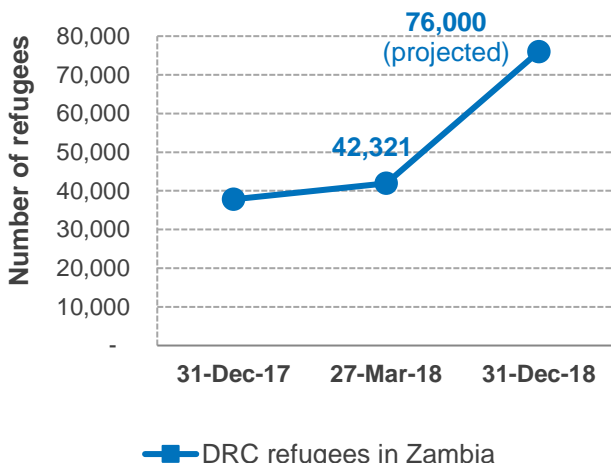 76,000
(projected)
42,321
Number of refugees
80,000
70,000
60,000
50,000
40,000
30,000
20,000
10,000
-
31-Dec-17 27-Mar-18 31-Dec-18
DRC refugees in Zambia